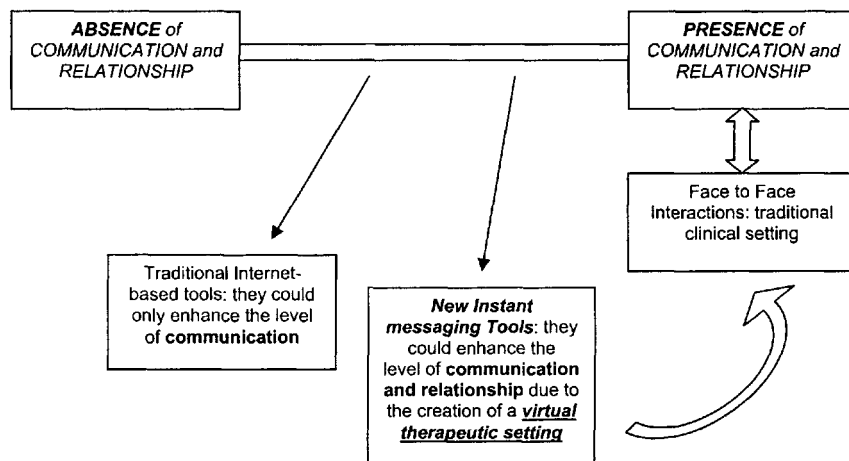 ABSENCE of
COMMUNICATION and
RELATIONSHIP
PRESENCE of
COMMUNICATION and
RELATIONSHIP
Face to Face
Interactions: traditional
clinical setting
Traditional Internet-
based tools: they could
only enhance the level
of communication
New Instant
messaging Tools: they
could enhance the
level of communication
and relationship due to
the creation of a virtual
therapeutic setting